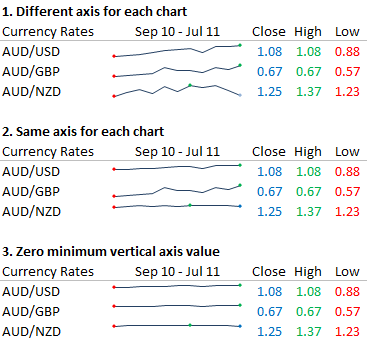 1. Different axis for each chart
Currency Rates Sep 10 - Jul 11 Close High Low
AUD/USD 1.08 1.08 0.88
AUD/GBP 0.67 0.67 0.57
AUD/NZD 1.25 1.37 1.23
2. Same axis for each chart
Currency Rates Sep 10 - Jul 11 Close High Low
AUD/USD 1.08 1.08 0.88
AUD/GBP 0.67 0.67 0.57
AUD/NZD 1.25 1.37 1.23
3. Zero minimum vertical axis value
Currency Rates Sep 10 - Jul 11 Close High Low
AUD/USD 1.08 1.08 0.88
AUD/GBP 0.67 0.67 0.57
AUD/NZD 1.25 1.37 1.23